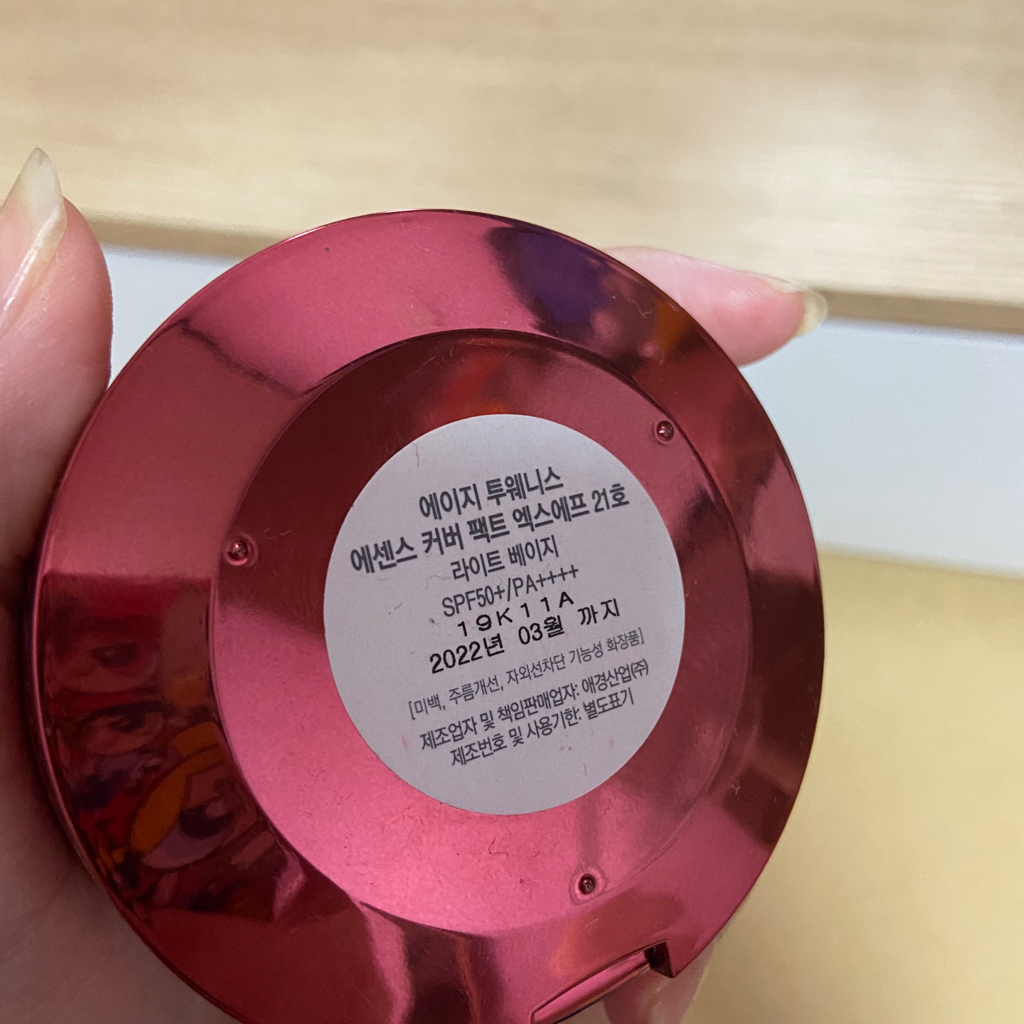 에이지 투웨니스
에센스 커버 팩트 엑스에프 21호
라이트 베이지
SPF50+/PA++++
19K11A
2022년 03월 까지
[미백, 주름개선, 자외선차단 기능성 화장품]
제조업자 및 책임판매업자: 애경산업(주)
제조번호 및 사용기한: 별도표기